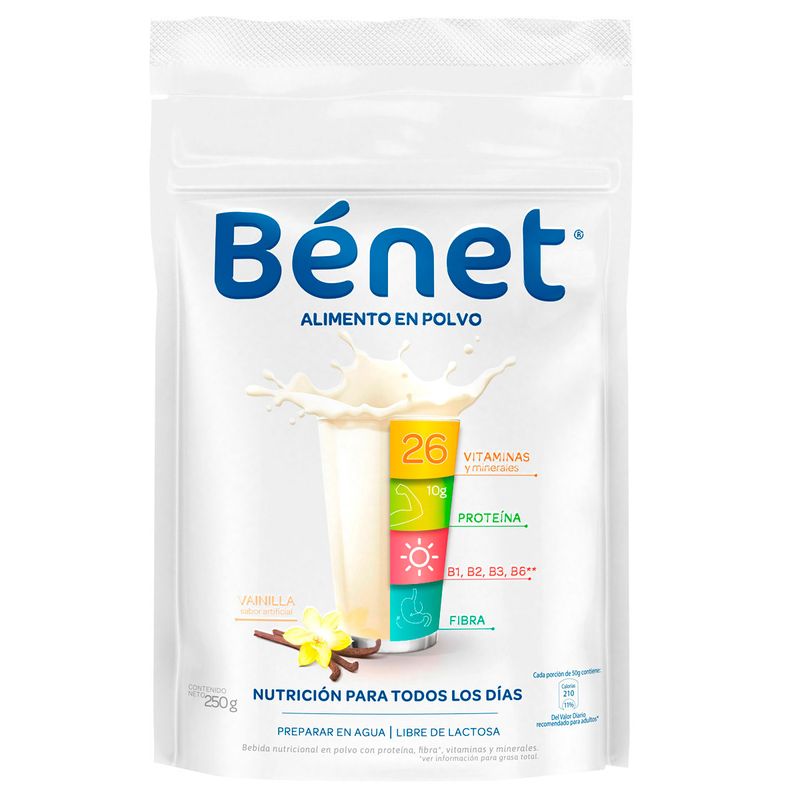 Bénet®
ALIMENTO EN POLVO
26 VITAMINAS
y minerales
10g
PROTEÍNA
B1, B2, B3, B6**
FIBRA
VAINILLA
sabor artificial
CONTENIDO
NETO 250 g
Cada porción de 50g contiene:
Calorías
210
11%
Del Valor Diario
recomendado para adultos*
NUTRICIÓN PARA TODOS LOS DÍAS
PREPARAR EN AGUA | LIBRE DE LACTOSA
Bebida nutricional en polvo con proteína, fibra*, vitaminas y minerales.
*ver información para grasa total.